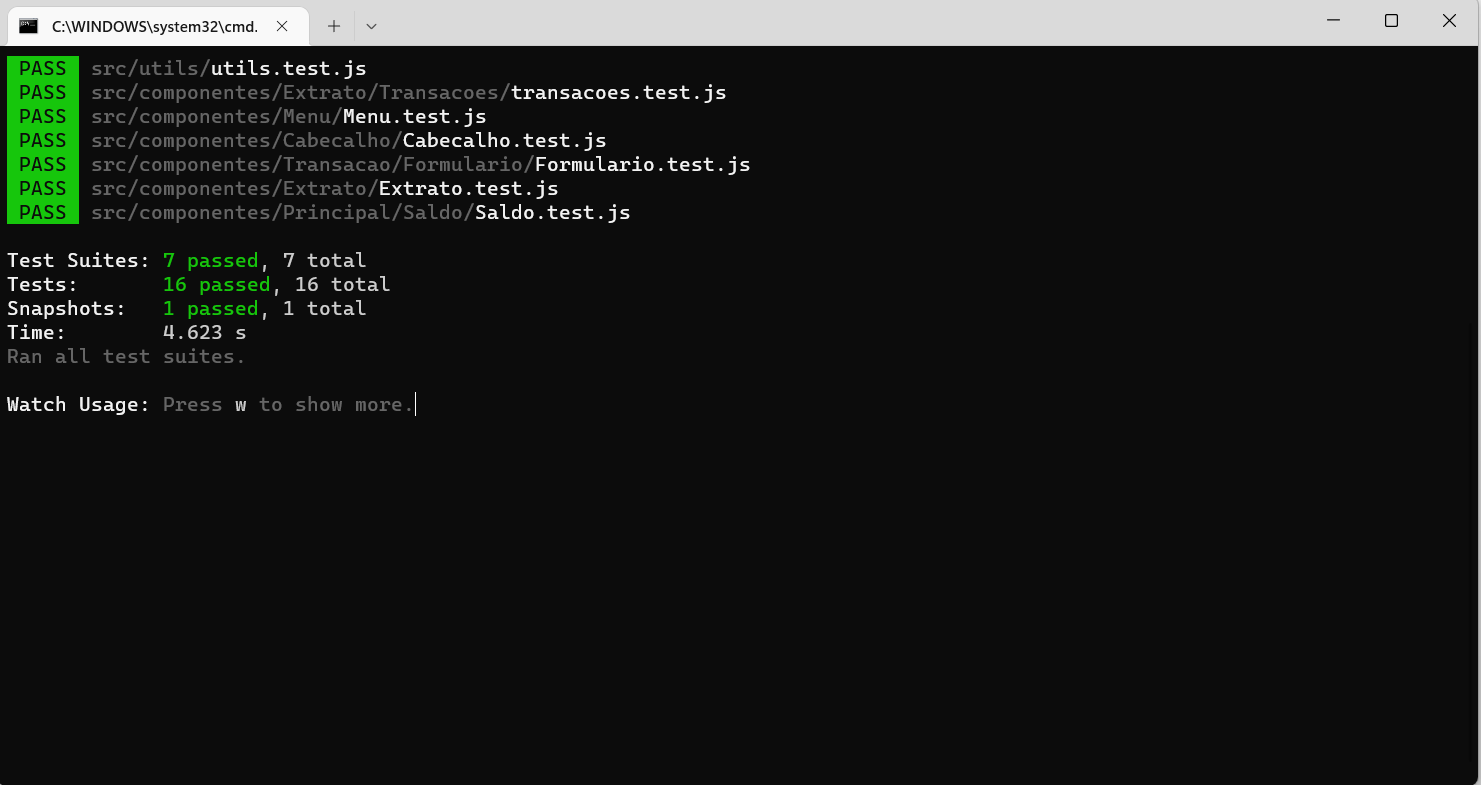 C:\WINDOWS\system32\cmd.
PASS src/utils/utils.test.js
PASS src/componentes/Extrato/Transacoes/transacoes.test.js
PASS src/componentes/Menu/Menu.test.js
PASS src/componentes/Cabecalho/Cabecalho.test.js
PASS src/componentes/Transacao/Formulario/Formulario.test.js
PASS src/componentes/Extrato/Extrato.test.js
PASS src/componentes/Principal/Saldo/Saldo.test.js
Test Suites: 7 passed, 7 total
Tests: 16 passed, 16 total
Snapshots: 1 passed, 1 total
Time: 4.623 s
Ran all test suites.
Watch Usage: Press w to show more.